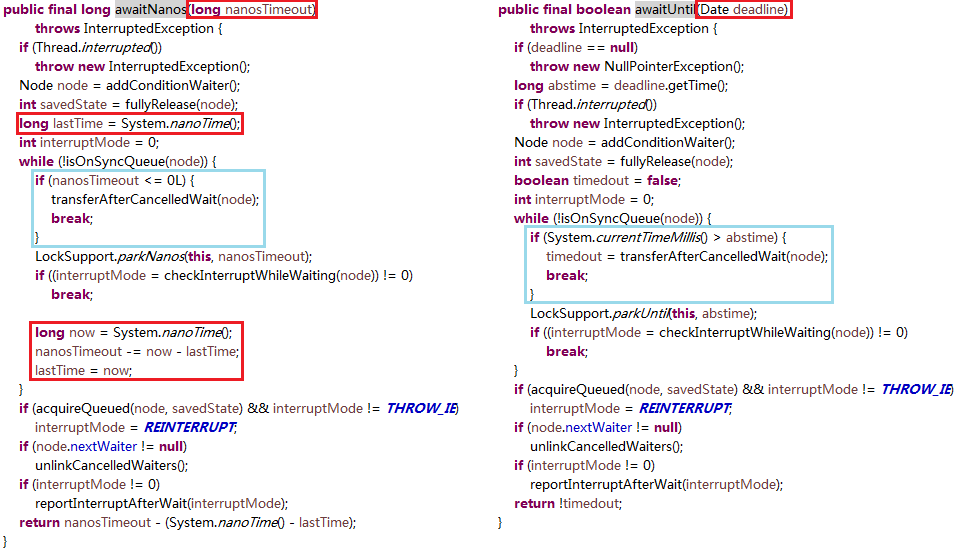 public final long awaitNanos(long nanosTimeout)
        throws InterruptedException {
    if (Thread.interrupted())
        throw new InterruptedException();
    Node node = addConditionWaiter();
    int savedState = fullyRelease(node);
    long lastTime = System.nanoTime();
    int interruptMode = 0;
    while (!isOnSyncQueue(node)) {
        if (nanosTimeout <= 0L) {
            transferAfterCancelledWait(node);
            break;
        }
        LockSupport.parkNanos(this, nanosTimeout);
        if ((interruptMode = checkInterruptWhileWaiting(node)) != 0)
            break;

        long now = System.nanoTime();
        nanosTimeout -= now - lastTime;
        lastTime = now;
    }
    if (acquireQueued(node, savedState) && interruptMode != THROW_IE)
        interruptMode = REINTERRUPT;
    if (node.nextWaiter != null)
        unlinkCancelledWaiters();
    if (interruptMode != 0)
        reportInterruptAfterWait(interruptMode);
    return nanosTimeout - (System.nanoTime() - lastTime);
}
public final boolean awaitUntil(Date deadline)
        throws InterruptedException {
    if (deadline == null)
        throw new NullPointerException();
    long abstime = deadline.getTime();
    if (Thread.interrupted())
        throw new InterruptedException();
    Node node = addConditionWaiter();
    int savedState = fullyRelease(node);
    boolean timedout = false;
    int interruptMode = 0;
    while (!isOnSyncQueue(node)) {
        if (System.currentTimeMillis() > abstime) {
            timedout = transferAfterCancelledWait(node);
            break;
        }
        LockSupport.parkUntil(this, abstime);
        if ((interruptMode = checkInterruptWhileWaiting(node)) != 0)
            break;
    }
    if (acquireQueued(node, savedState) && interruptMode != THROW_IE)
        interruptMode = REINTERRUPT;
    if (node.nextWaiter != null)
        unlinkCancelledWaiters();
    if (interruptMode != 0)
        reportInterruptAfterWait(interruptMode);
    return !timedout;
}